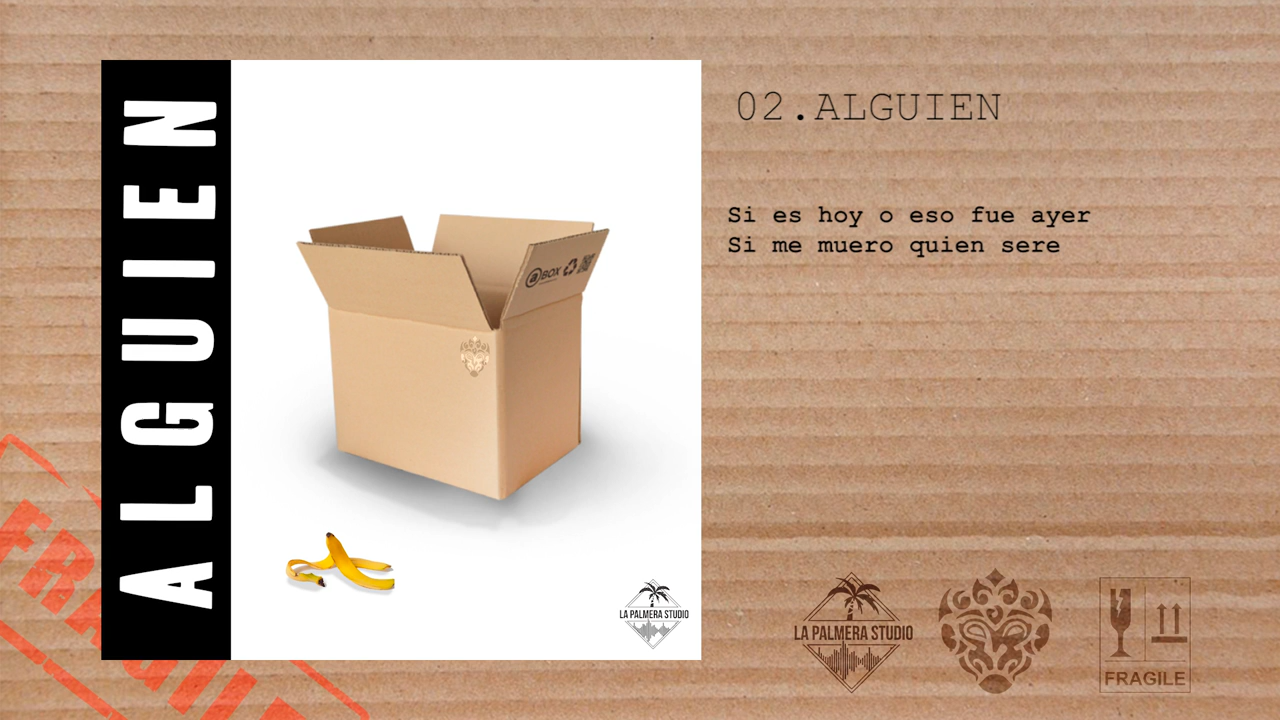 ALGUIEN
02.ALGUIEN
Si es hoy o eso fue ayer
Si me muero quien sere
a BOX
LA PALMERA STUDIO
LA PALMERA STUDIO
FRAGILE
FRAGILE